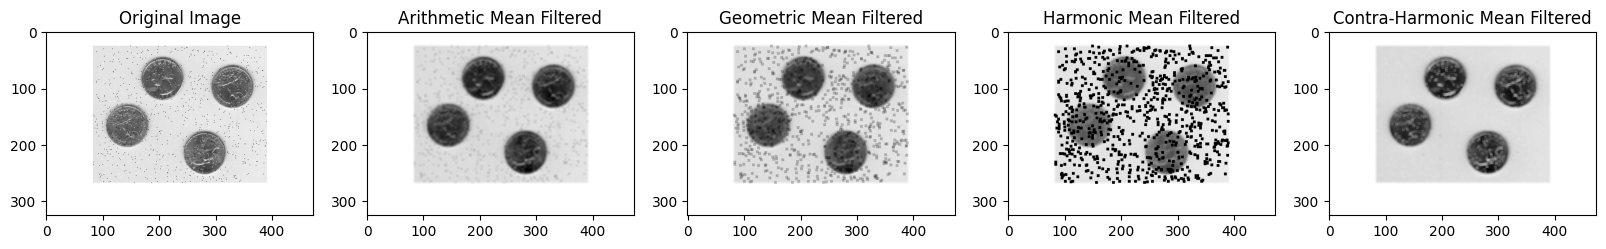 Original Image
Arithmetic Mean Filtered
Geometric Mean Filtered
Harmonic Mean Filtered
Contra-Harmonic Mean Filtered
0
100
200
300
0 100 200 300 400
0
100
200
300
0 100 200 300 400
0
100
200
300
0 100 200 300 400
0
100
200
300
0 100 200 300 400
0
100
200
300
0 100 200 300 400